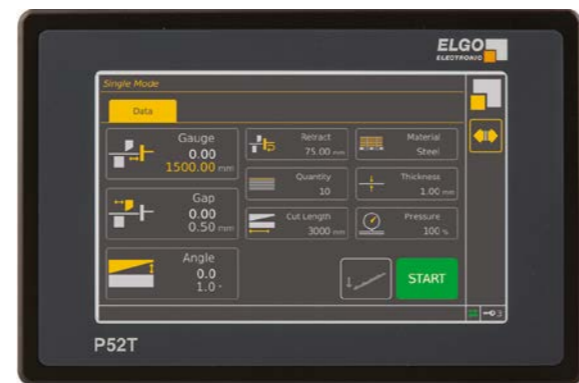 ELGO
ELECTRONIC
Single Mode
Data
Gauge
0.00
1500.00 mm
Retract
75.00 mm
Material
Steel
Quantity
10
Thickness
1.00 mm
Gap
0.00
0.50 mm
Cut Length
3000 mm
Pressure
100 %
Angle
0.0
1.0 °
START
3
P52T